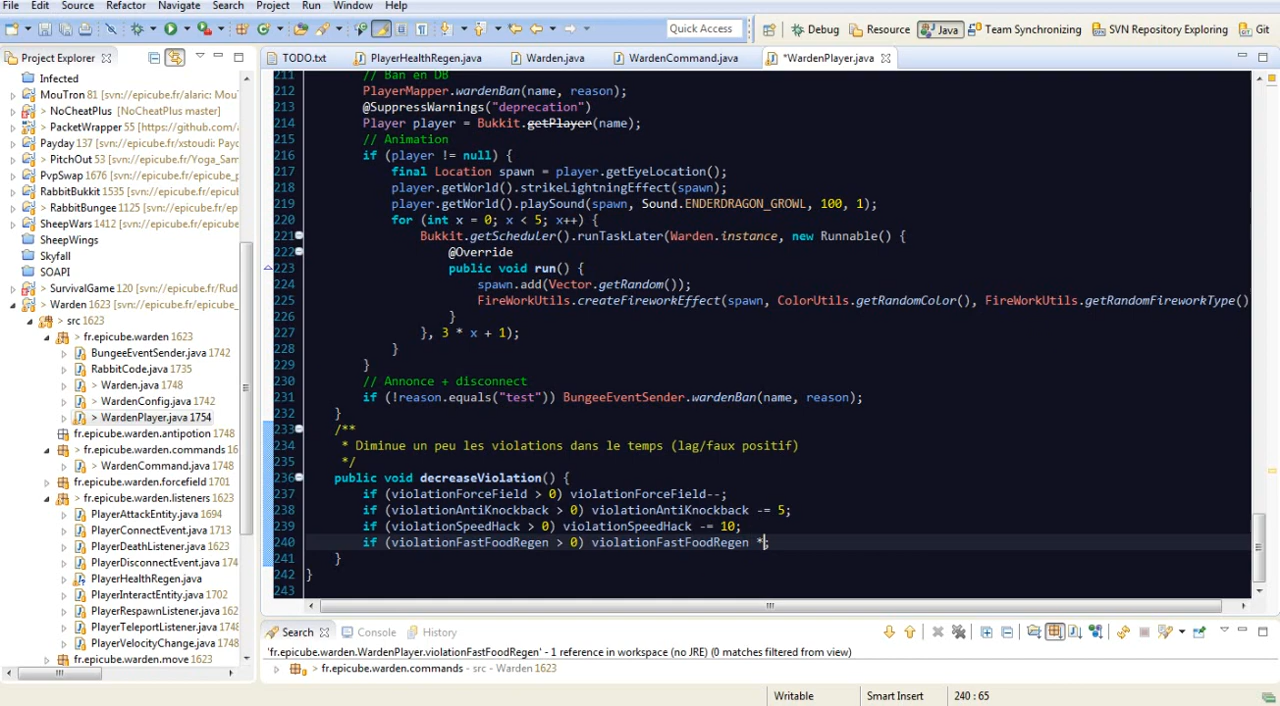 File Edit Source Refactor Navigate Search Project Run Window Help
Quick Access Debug Resource Java Team Synchronizing SVN Repository Exploring Git
Project Explorer
TODO.txt PlayerHealthRegen.java Warden.java WardenCommand.java *WardenPlayer.java
Infected
MouTron 81 [svn://epicube.fr/alaric: Mou
> NoCheatPlus [NoCheatPlus master]
> PacketWrapper 55 [https://github.com/
Payday 137 [svn://epicube.fr/xstoudi: Pay
> PitchOut 53 [svn://epicube.fr/Yoga_Sam
PvpSwap 1676 [svn://epicube.fr/epicube_p
RabbitBukkit 1535 [svn://epicube.fr/epicu
> RabbitBungee 1125 [svn://epicube.fr/ep
SheepWars 1412 [svn://epicube.fr/epicub
SheepWings
Skyfall
SOAPI
> SurvivalGame 120 [svn://epicube.fr/Rud
> Warden 1623 [svn://epicube.fr/epicube_
> src 1623
> fr.epicube.warden 1623
BungeeEventSender.java 1742
RabbitCode.java 1735
> Warden.java 1748
> WardenConfig.java 1742
> WardenPlayer.java 1754
fr.epicube.warden.antipotion 1748
> fr.epicube.warden.commands 16
> WardenCommand.java 1748
fr.epicube.warden.forcefield 1701
> fr.epicube.warden.listeners 1623
PlayerAttackEntity.java 1694
PlayerConnectEvent.java 1713
PlayerDeathListener.java 1623
PlayerDisconnectEvent.java 1623
PlayerHealthRegen.java
PlayerInteractEntity.java 1702
PlayerRespawnListener.java 162
PlayerTeleportListener.java 1748
PlayerVelocityChange.java 1748
fr.epicube.warden.move 1623
211 // Ban en DB
212 PlayerMapper.wardenBan(name, reason);
213 @SuppressWarnings("deprecation")
214 Player player = Bukkit.getPlayer(name);
215 // Animation
216 if (player != null) {
217 final Location spawn = player.getEyeLocation();
218 player.getWorld().strikeLightningEffect(spawn);
219 player.getWorld().playSound(spawn, Sound.ENDERDRAGON_GROWL, 100, 1);
220 for (int x = 0; x < 5; x++) {
221 Bukkit.getScheduler().runTaskLater(Warden.instance, new Runnable() {
222 @Override
223 public void run() {
224 spawn.add(Vector.getRandom());
225 FireWorkUtils.createFireworkEffect(spawn, ColorUtils.getRandomColor(), FireWorkUtils.getRandomFireworkType()
226 }
227 }, 3 * x + 1);
228 }
229 }
230 // Annonce + disconnect
231 if (!reason.equals("test")) BungeeEventSender.wardenBan(name, reason);
232 }
233 /**
234 * Diminue un peu les violations dans le temps (lag/faux positif)
235 */
236 public void decreaseViolation() {
237 if (violationForceField > 0) violationForceField--;
238 if (violationAntiKnockback > 0) violationAntiKnockback -= 5;
239 if (violationSpeedHack > 0) violationSpeedHack -= 10;
240 if (violationFastFoodRegen > 0) violationFastFoodRegen *;
241 }
242 }
243
Search Console History
'fr.epicube.warden.WardenPlayer.violationFastFoodRegen' - 1 reference in workspace (no JRE) (0 matches filtered from view)
> fr.epicube.warden.commands - src - Warden 1623
Writable Smart Insert 240 : 65